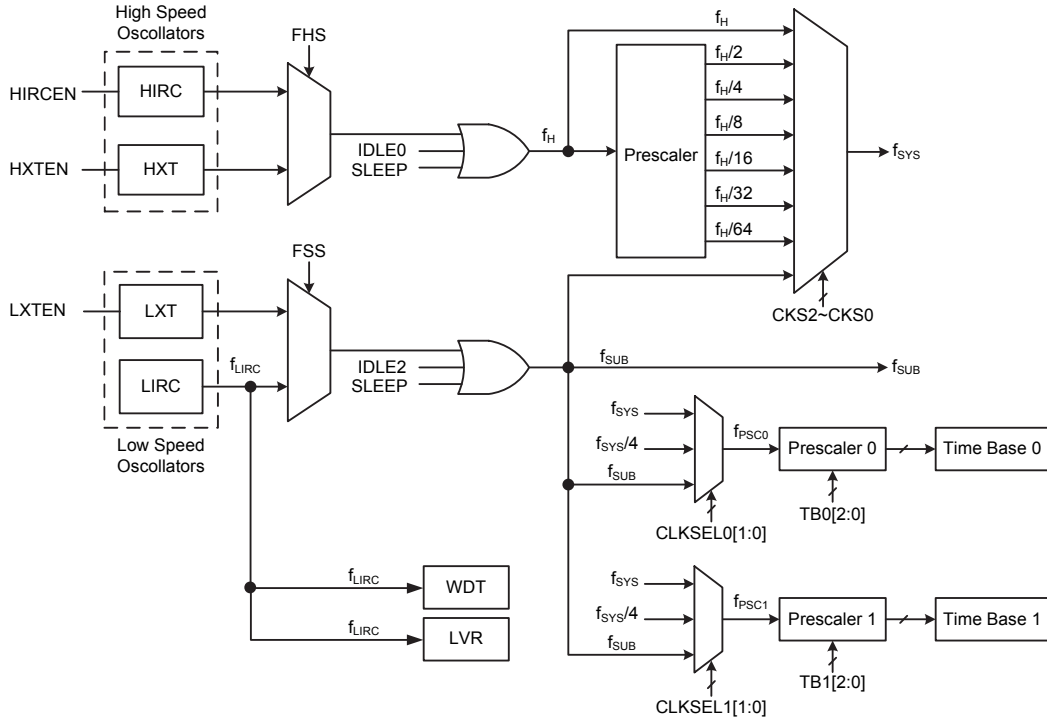 High Speed
Oscollators
FHS
HIRCEN
HIRC
HXTEN
HXT
IDLE0
SLEEP
fH
fH
Prescaler
fH/2
fH/4
fH/8
fH/16
fH/32
fH/64
fSYS
CKS2~CKS0
FSS
LXTEN
LXT
LIRC
fLIRC
Low Speed
Oscollators
IDLE2
SLEEP
fSUB
fSUB
fSYS
fSYS/4
fSUB
fPSC0
Prescaler 0
Time Base 0
CLKSEL0[1:0]
TB0[2:0]
fLIRC
WDT
fLIRC
LVR
fSYS
fSYS/4
fSUB
fPSC1
Prescaler 1
Time Base 1
CLKSEL1[1:0]
TB1[2:0]